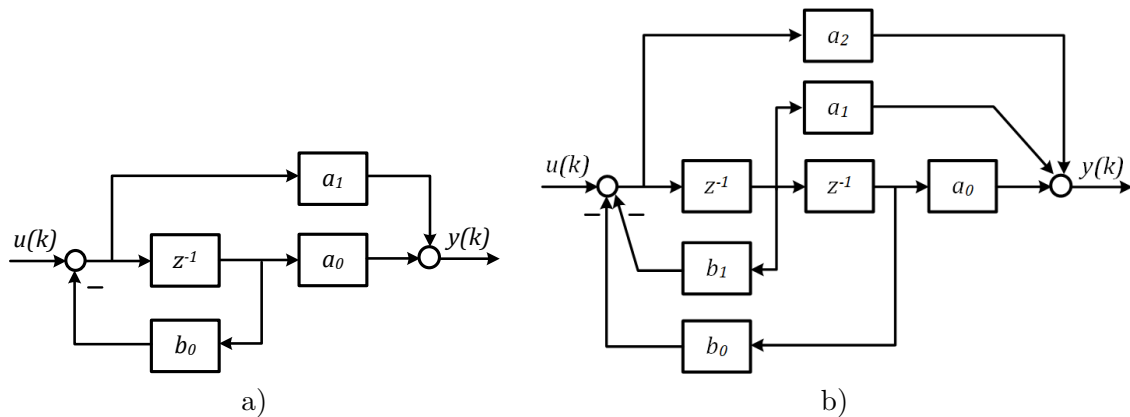 a₁
u(k)
z⁻¹
a₀
y(k)
−
b₀
a)
a₂
a₁
u(k)
z⁻¹
z⁻¹
a₀
y(k)
−
−
b₁
b₀
b)